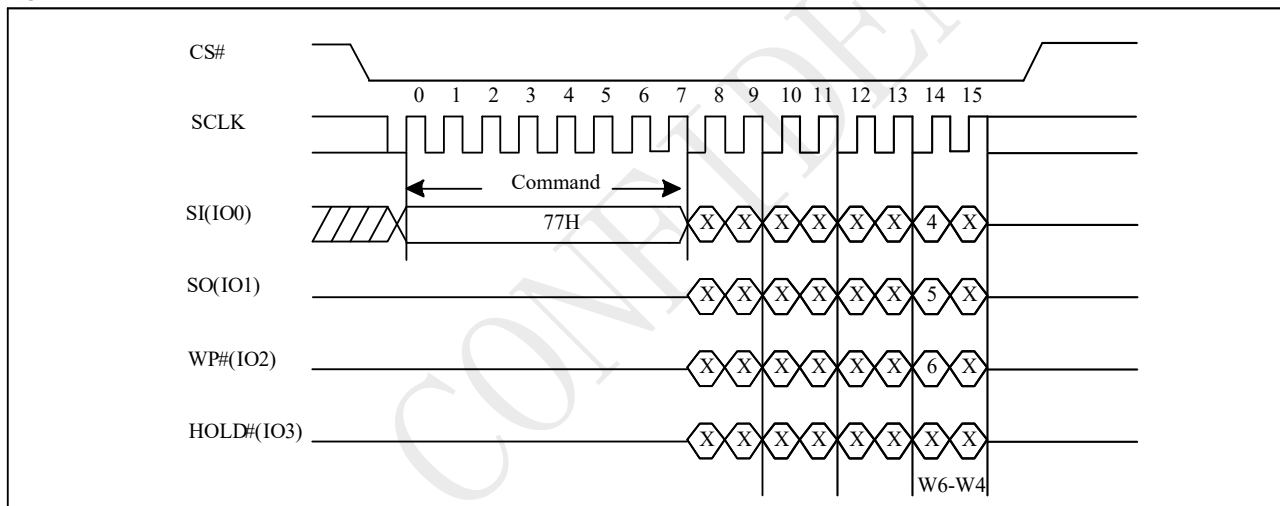 CS#
0 1 2 3 4 5 6 7 8 9 10 11 12 13 14 15
SCLK
Command
SI(IO0)
77H
X X X X X X 4 X
SO(IO1)
X X X X X X 5 X
WP#(IO2)
X X X X X X 6 X
HOLD#(IO3)
X X X X X X X X
W6-W4
CONFIDEN